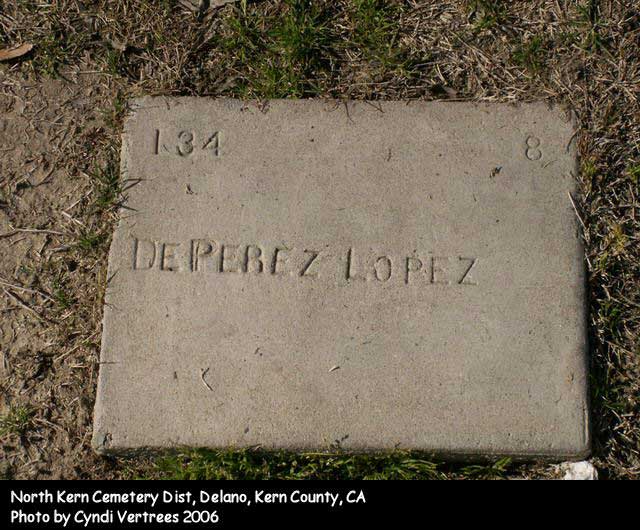 134 8
DE PEREZ LOPEZ
North Kern Cemetery Dist, Delano, Kern County, CA
Photo by Cyndi Vertrees 2006